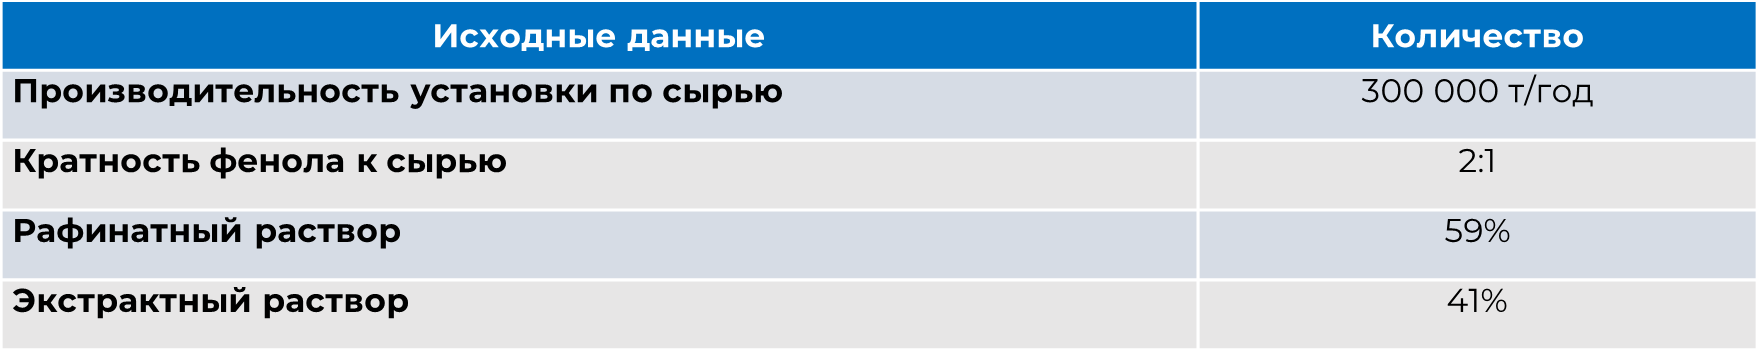 Исходные данные
Количество
Производительность установки по сырью
300 000 т/год
Кратность фенола к сырью
2:1
Рафинатный раствор
59%
Экстрактный раствор
41%